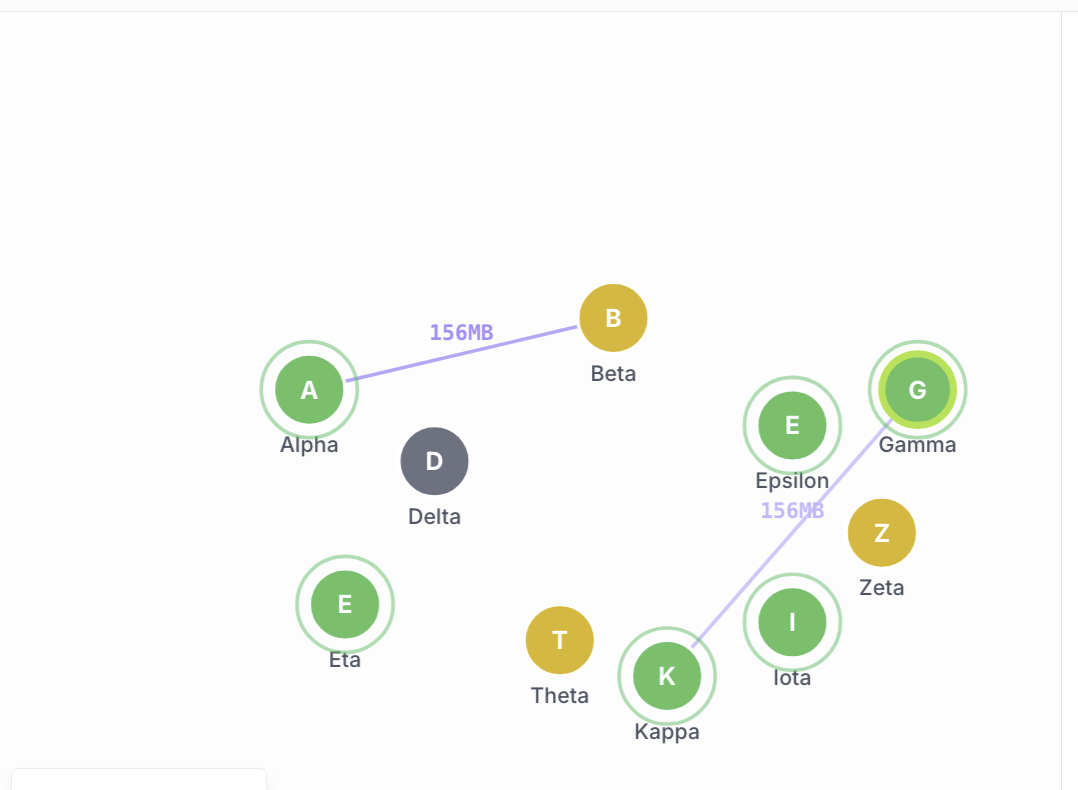 B
156MB
Beta
A
G
Alpha
E
Gamma
D
Epsilon
Delta
156MB
Z
Zeta
E
I
Eta
T
Iota
Theta
K
Kappa